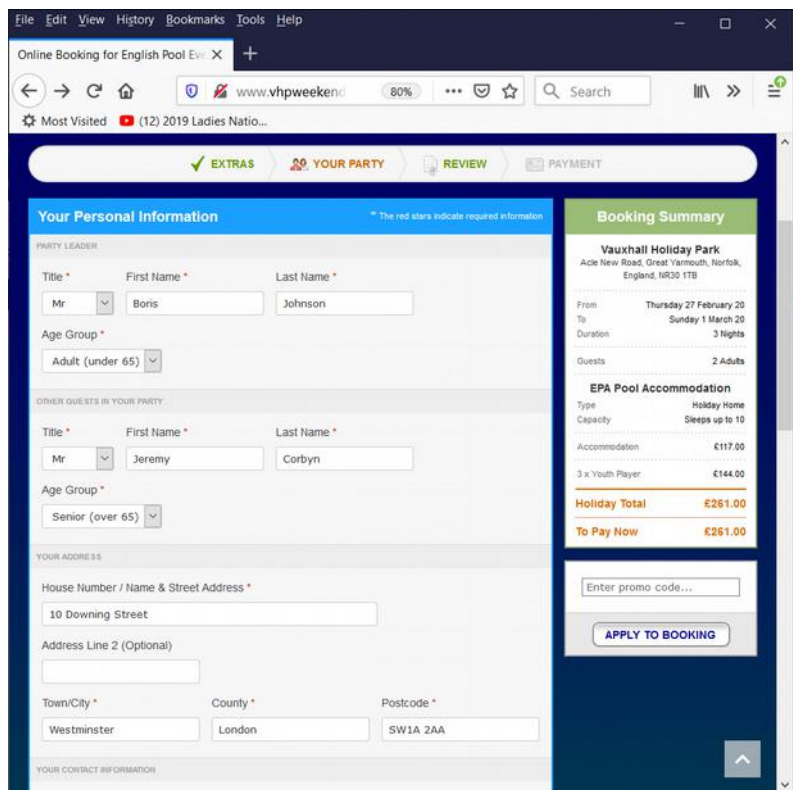 File Edit View History Bookmarks Tools Help
Online Booking for English Pool Eve
www.vhpweekend 80% Search
Most Visited (12) 2019 Ladies Natio...
EXTRAS YOUR PARTY REVIEW PAYMENT
Your Personal Information * The red stars indicate required information
PARTY LEADER
Title * First Name * Last Name *
Mr Boris Johnson
Age Group *
Adult (under 65)
OTHER GUESTS IN YOUR PARTY
Title * First Name * Last Name *
Mr Jeremy Corbyn
Age Group *
Senior (over 65)
YOUR ADDRESS
House Number / Name & Street Address *
10 Downing Street
Address Line 2 (Optional)
Town/City * County * Postcode *
Westminster London SW1A 2AA
YOUR CONTACT INFORMATION
Booking Summary
Vauxhall Holiday Park
Acle New Road, Great Yarmouth, Norfolk,
England, NR30 1TB
From Thursday 27 February 20
To Sunday 1 March 20
Duration 3 Nights
Guests 2 Adults
EPA Pool Accommodation
Type Holiday Home
Capacity Sleeps up to 10
Accommodation £117.00
3 x Youth Player £144.00
Holiday Total £261.00
To Pay Now £261.00
Enter promo code...
APPLY TO BOOKING